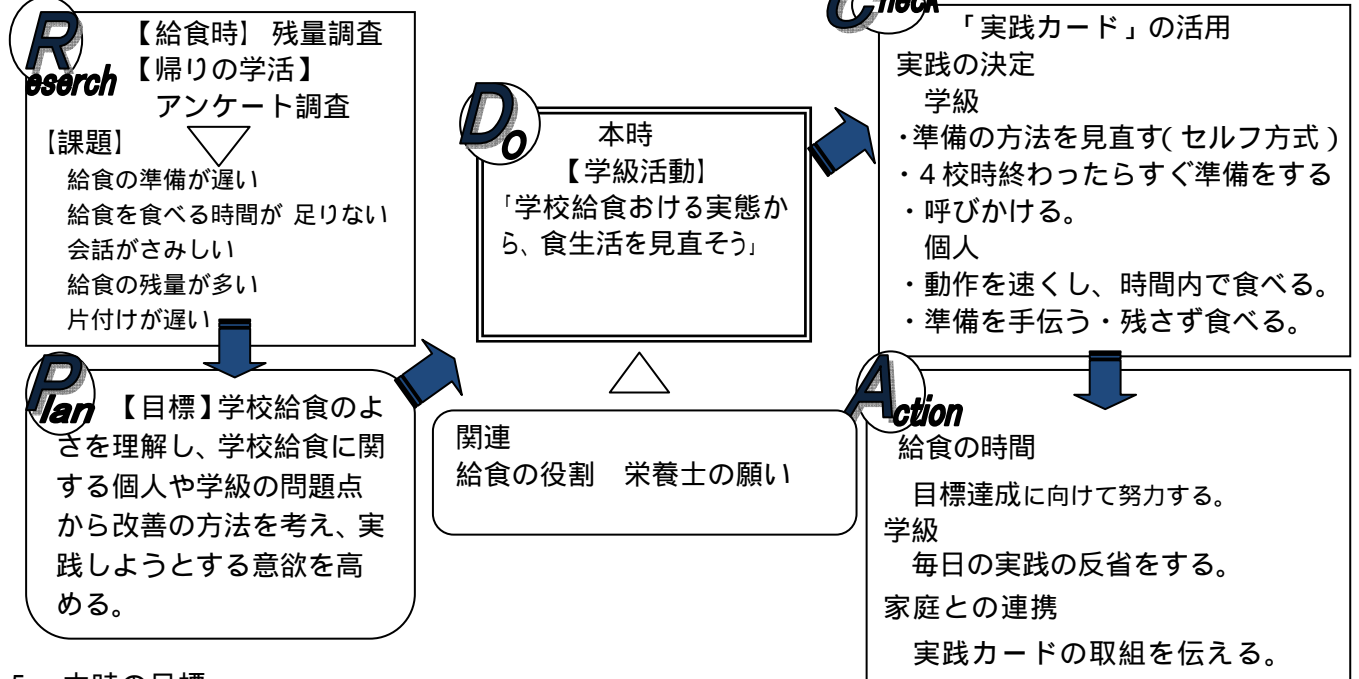 Reserch
【給食時】 残量調査
【帰りの学活】
アンケート調査
【課題】
給食の準備が遅い
給食を食べる時間が 足りない
会話がさみしい
給食の残量が多い
片付けが遅い
Plan
【目標】学校給食のよ
さを理解し、学校給食に関
する個人や学級の問題点
から改善の方法を考え、実
践しようとする意欲を高
める。
Do
本時
【学級活動】
「学校給食おける実態か
ら、食生活を見直そう」
関連
給食の役割　栄養士の願い
Check
「実践カード」の活用
実践の決定
学級
・準備の方法を見直す(セルフ方式)
・4校時終わったらすぐ準備をする
・呼びかける。
個人
・動作を速くし、時間内で食べる。
・準備を手伝う・残さず食べる。
Action
給食の時間
目標達成に向けて努力する。
学級
毎日の実践の反省をする。
家庭との連携
実践カードの取組を伝える。
5　本時の目標